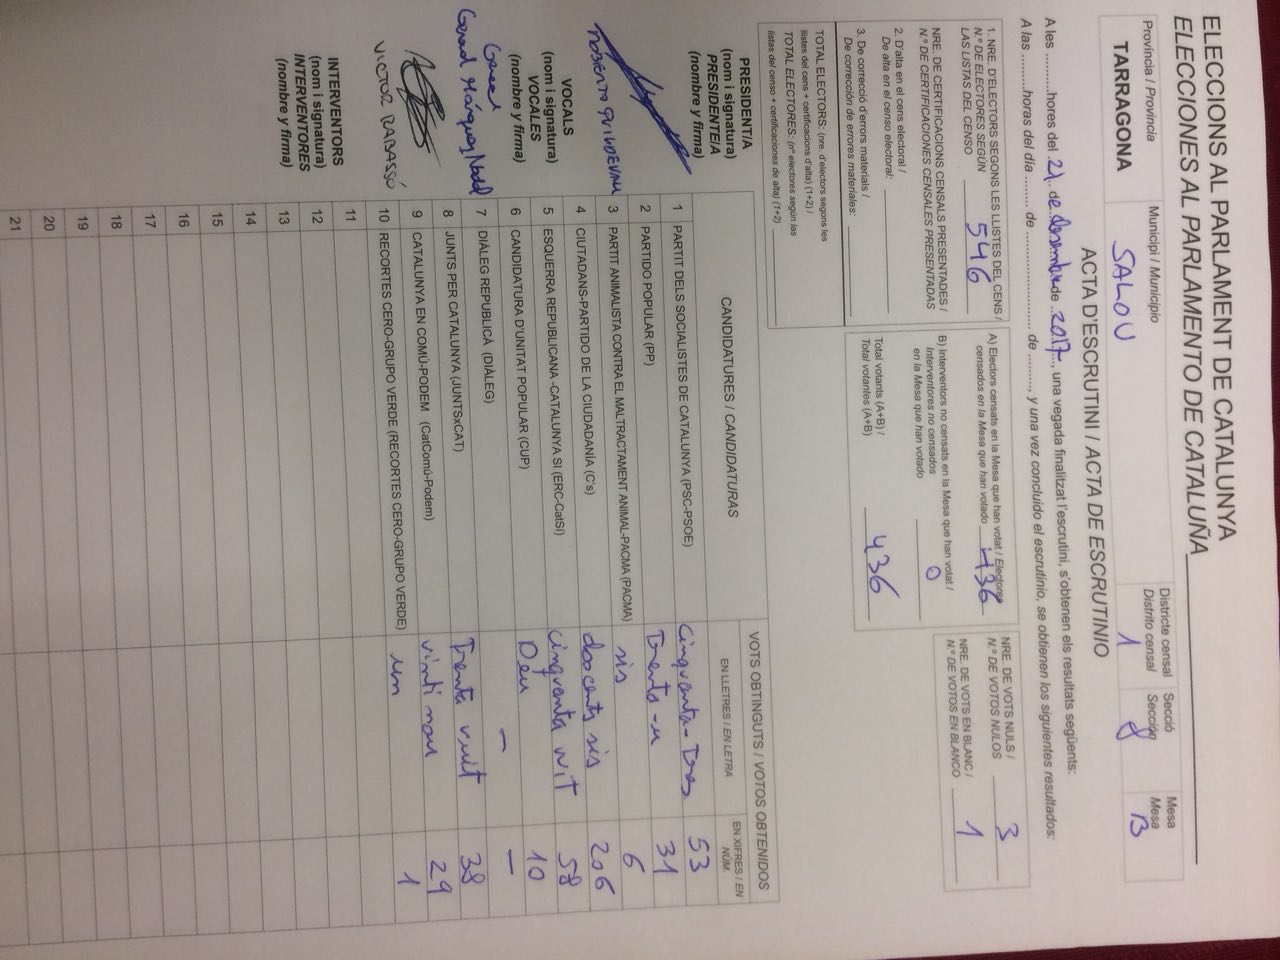 ELECCIONS AL PARLAMENT DE CATALUNYA
ELECCIONES AL PARLAMENTO DE CATALUÑA
Província / Provincia
TARRAGONA
Municipi / Municipio
SALOU
Districte censal
Distrito censal
1
Secció
Sección
8
Mesa
Mesa
B
ACTA D'ESCRUTINI / ACTA DE ESCRUTINIO
A les ..........hores del .21. de desembre de .2017..., una vegada finalitzat l'escrutini, s'obtenen els resultats següents:
A las ..........horas del día ......... de ........................ de ........., y una vez concluido el escrutinio, se obtienen los siguientes resultados:
1. NRE. D'ELECTORS SEGONS LES LLISTES DEL CENS /
N.º DE ELECTORES SEGÚN
LAS LISTAS DEL CENSO 546
NRE. DE CERTIFICACIONS CENSALS PRESENTADES /
N.º DE CERTIFICACIONES CENSALES PRESENTADAS
2. D'alta en el cens electoral /
De alta en el censo electoral:
3. De correcció d'errors materials /
De corrección de errores materiales:
TOTAL ELECTORS: (nre. d'electors segons les
llistes del cens + certificacions d'alta) (1+2) /
TOTAL ELECTORES: (nº electores según las
listas del censo + certificaciones de alta) (1+2)
A) Electors censats en la Mesa que han votat / Electores
censados en la Mesa que han votado 436
B) Interventors no censats en la Mesa que han votat /
Interventores no censados
en la Mesa que han votado 0
Total votants (A+B) /
Total votantes (A+B) 436
NRE. DE VOTS NULS /
N.º DE VOTOS NULOS 3
NRE. DE VOTS EN BLANC /
N.º DE VOTOS EN BLANCO 1
PRESIDENT/A
(nom i signatura)
PRESIDENTE/A
(nombre y firma)
ROBERTO
VOCALS
(nom i signatura)
VOCALES
(nombre y firma)
Gerard
Gerard Márquez Nadal
VICTOR RABASSÓ
INTERVENTORS
(nom i signatura)
INTERVENTORES
(nombre y firma)
CANDIDATURES / CANDIDATURAS
VOTS OBTINGUTS / VOTOS OBTENIDOS
EN LLETRES / EN LETRA
EN XIFRES / EN NÚM.
1 PARTIT DELS SOCIALISTES DE CATALUNYA (PSC-PSOE) Cinquanta-Tres 53
2 PARTIDO POPULAR (PP) Trenta-u 31
3 PARTIT ANIMALISTA CONTRA EL MALTRACTAMENT ANIMAL-PACMA (PACMA) sis 6
4 CIUTADANS-PARTIDO DE LA CIUDADANÍA (C's) docents sis 206
5 ESQUERRA REPUBLICANA -CATALUNYA SI (ERC-CatSí) cinquanta vuit 58
6 CANDIDATURA D'UNITAT POPULAR (CUP) Deu 10
7 DIÀLEG REPUBLICÀ (DIÀLEG) — —
8 JUNTS PER CATALUNYA (JUNTSxCAT) Trenta vuit 38
9 CATALUNYA EN COMÚ-PODEM (CatComú-Podem) vinti nou 29
10 RECORTES CERO-GRUPO VERDE (RECORTES CERO-GRUPO VERDE) un 1
11
12
13
14
15
16
17
18
19
20
21